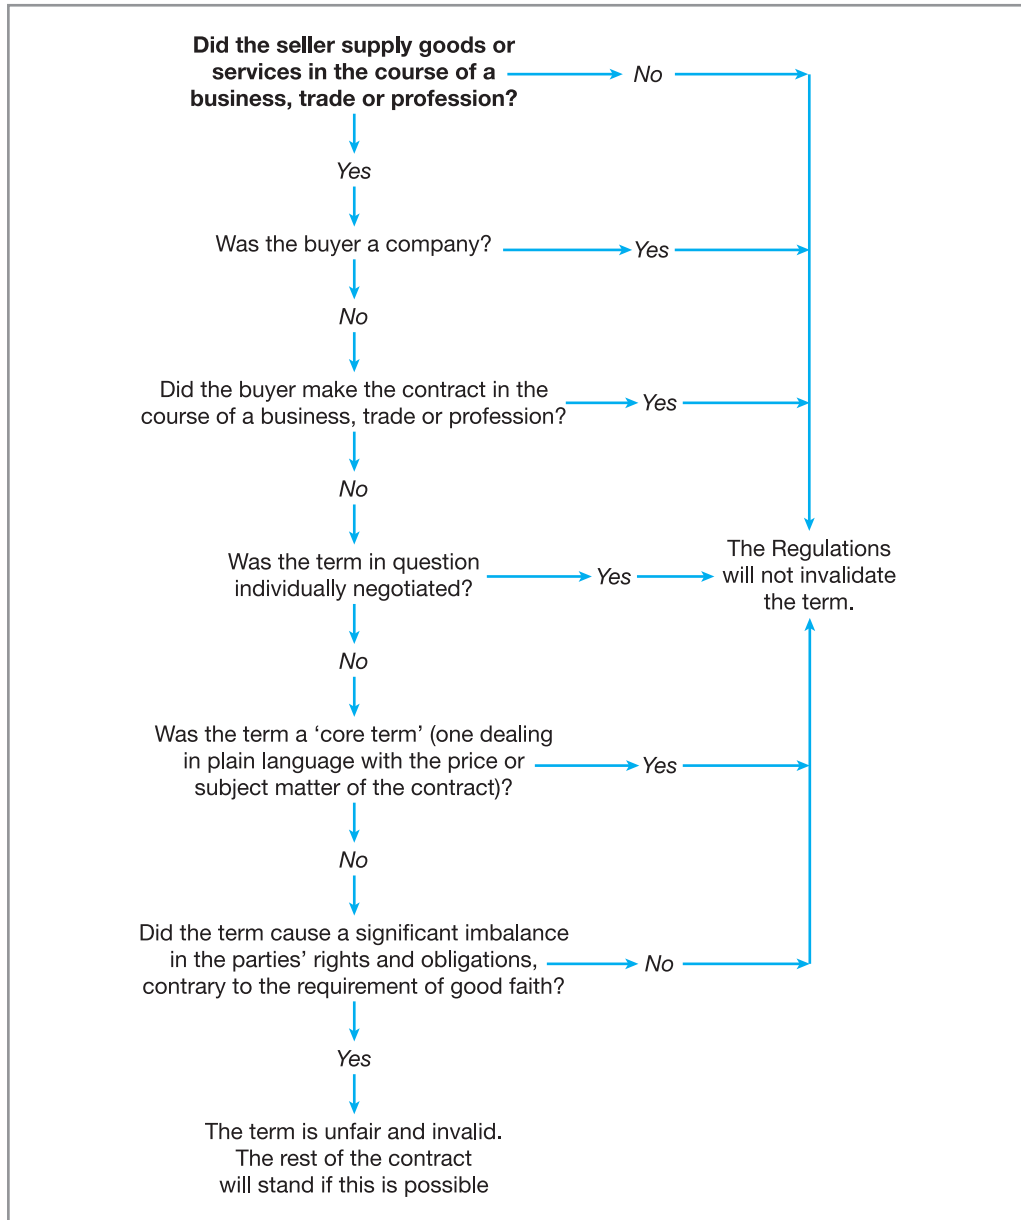 Did the seller supply goods or
services in the course of a
business, trade or profession?
No
Yes
Was the buyer a company?
Yes
No
Did the buyer make the contract in the
course of a business, trade or profession?
Yes
No
Was the term in question
individually negotiated?
Yes
The Regulations
will not invalidate
the term.
No
Was the term a ‘core term’ (one dealing
in plain language with the price or
subject matter of the contract)?
Yes
No
Did the term cause a significant imbalance
in the parties’ rights and obligations,
contrary to the requirement of good faith?
No
Yes
The term is unfair and invalid.
The rest of the contract
will stand if this is possible